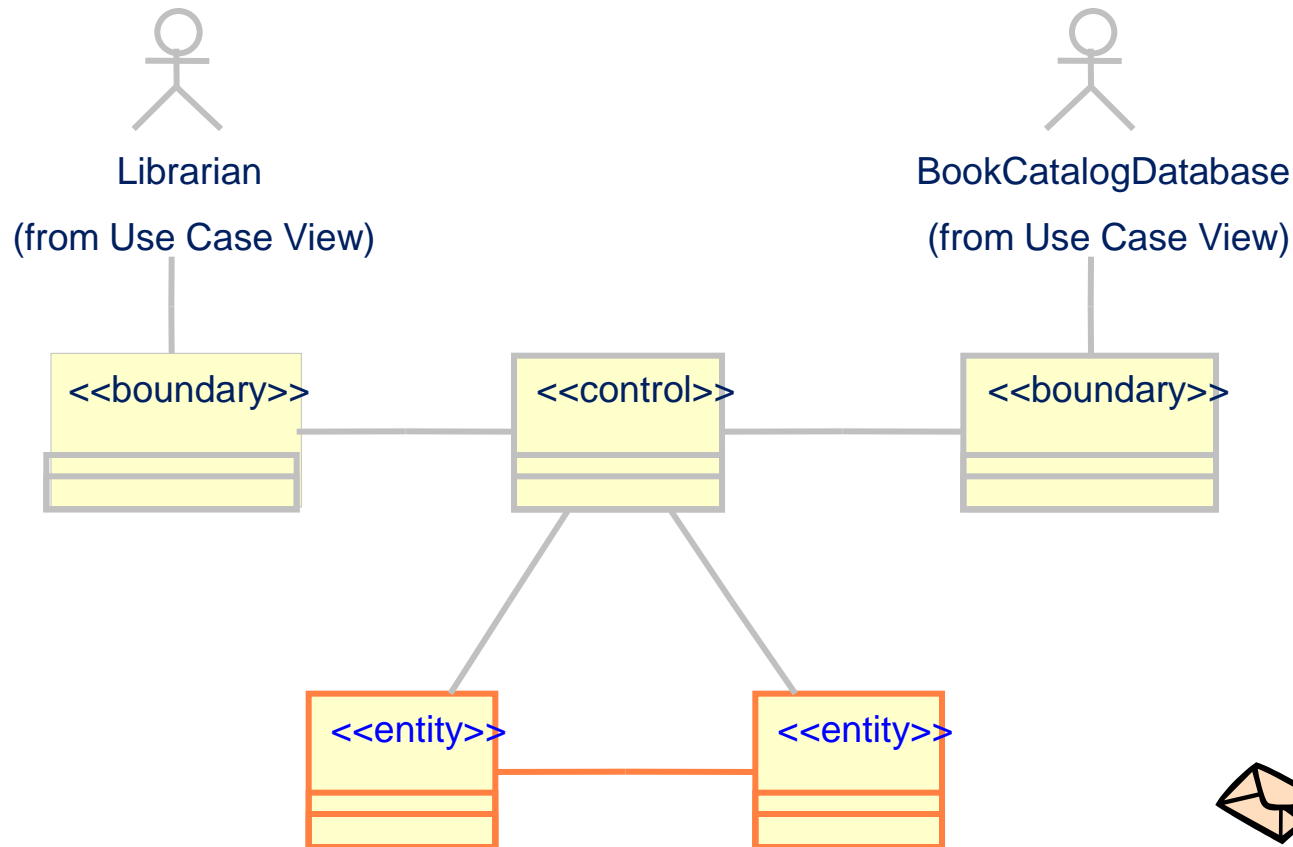 Librarian
(from Use Case View)
BookCatalogDatabase
(from Use Case View)
<<boundary>>
<<control>>
<<boundary>>
<<entity>>
<<entity>>